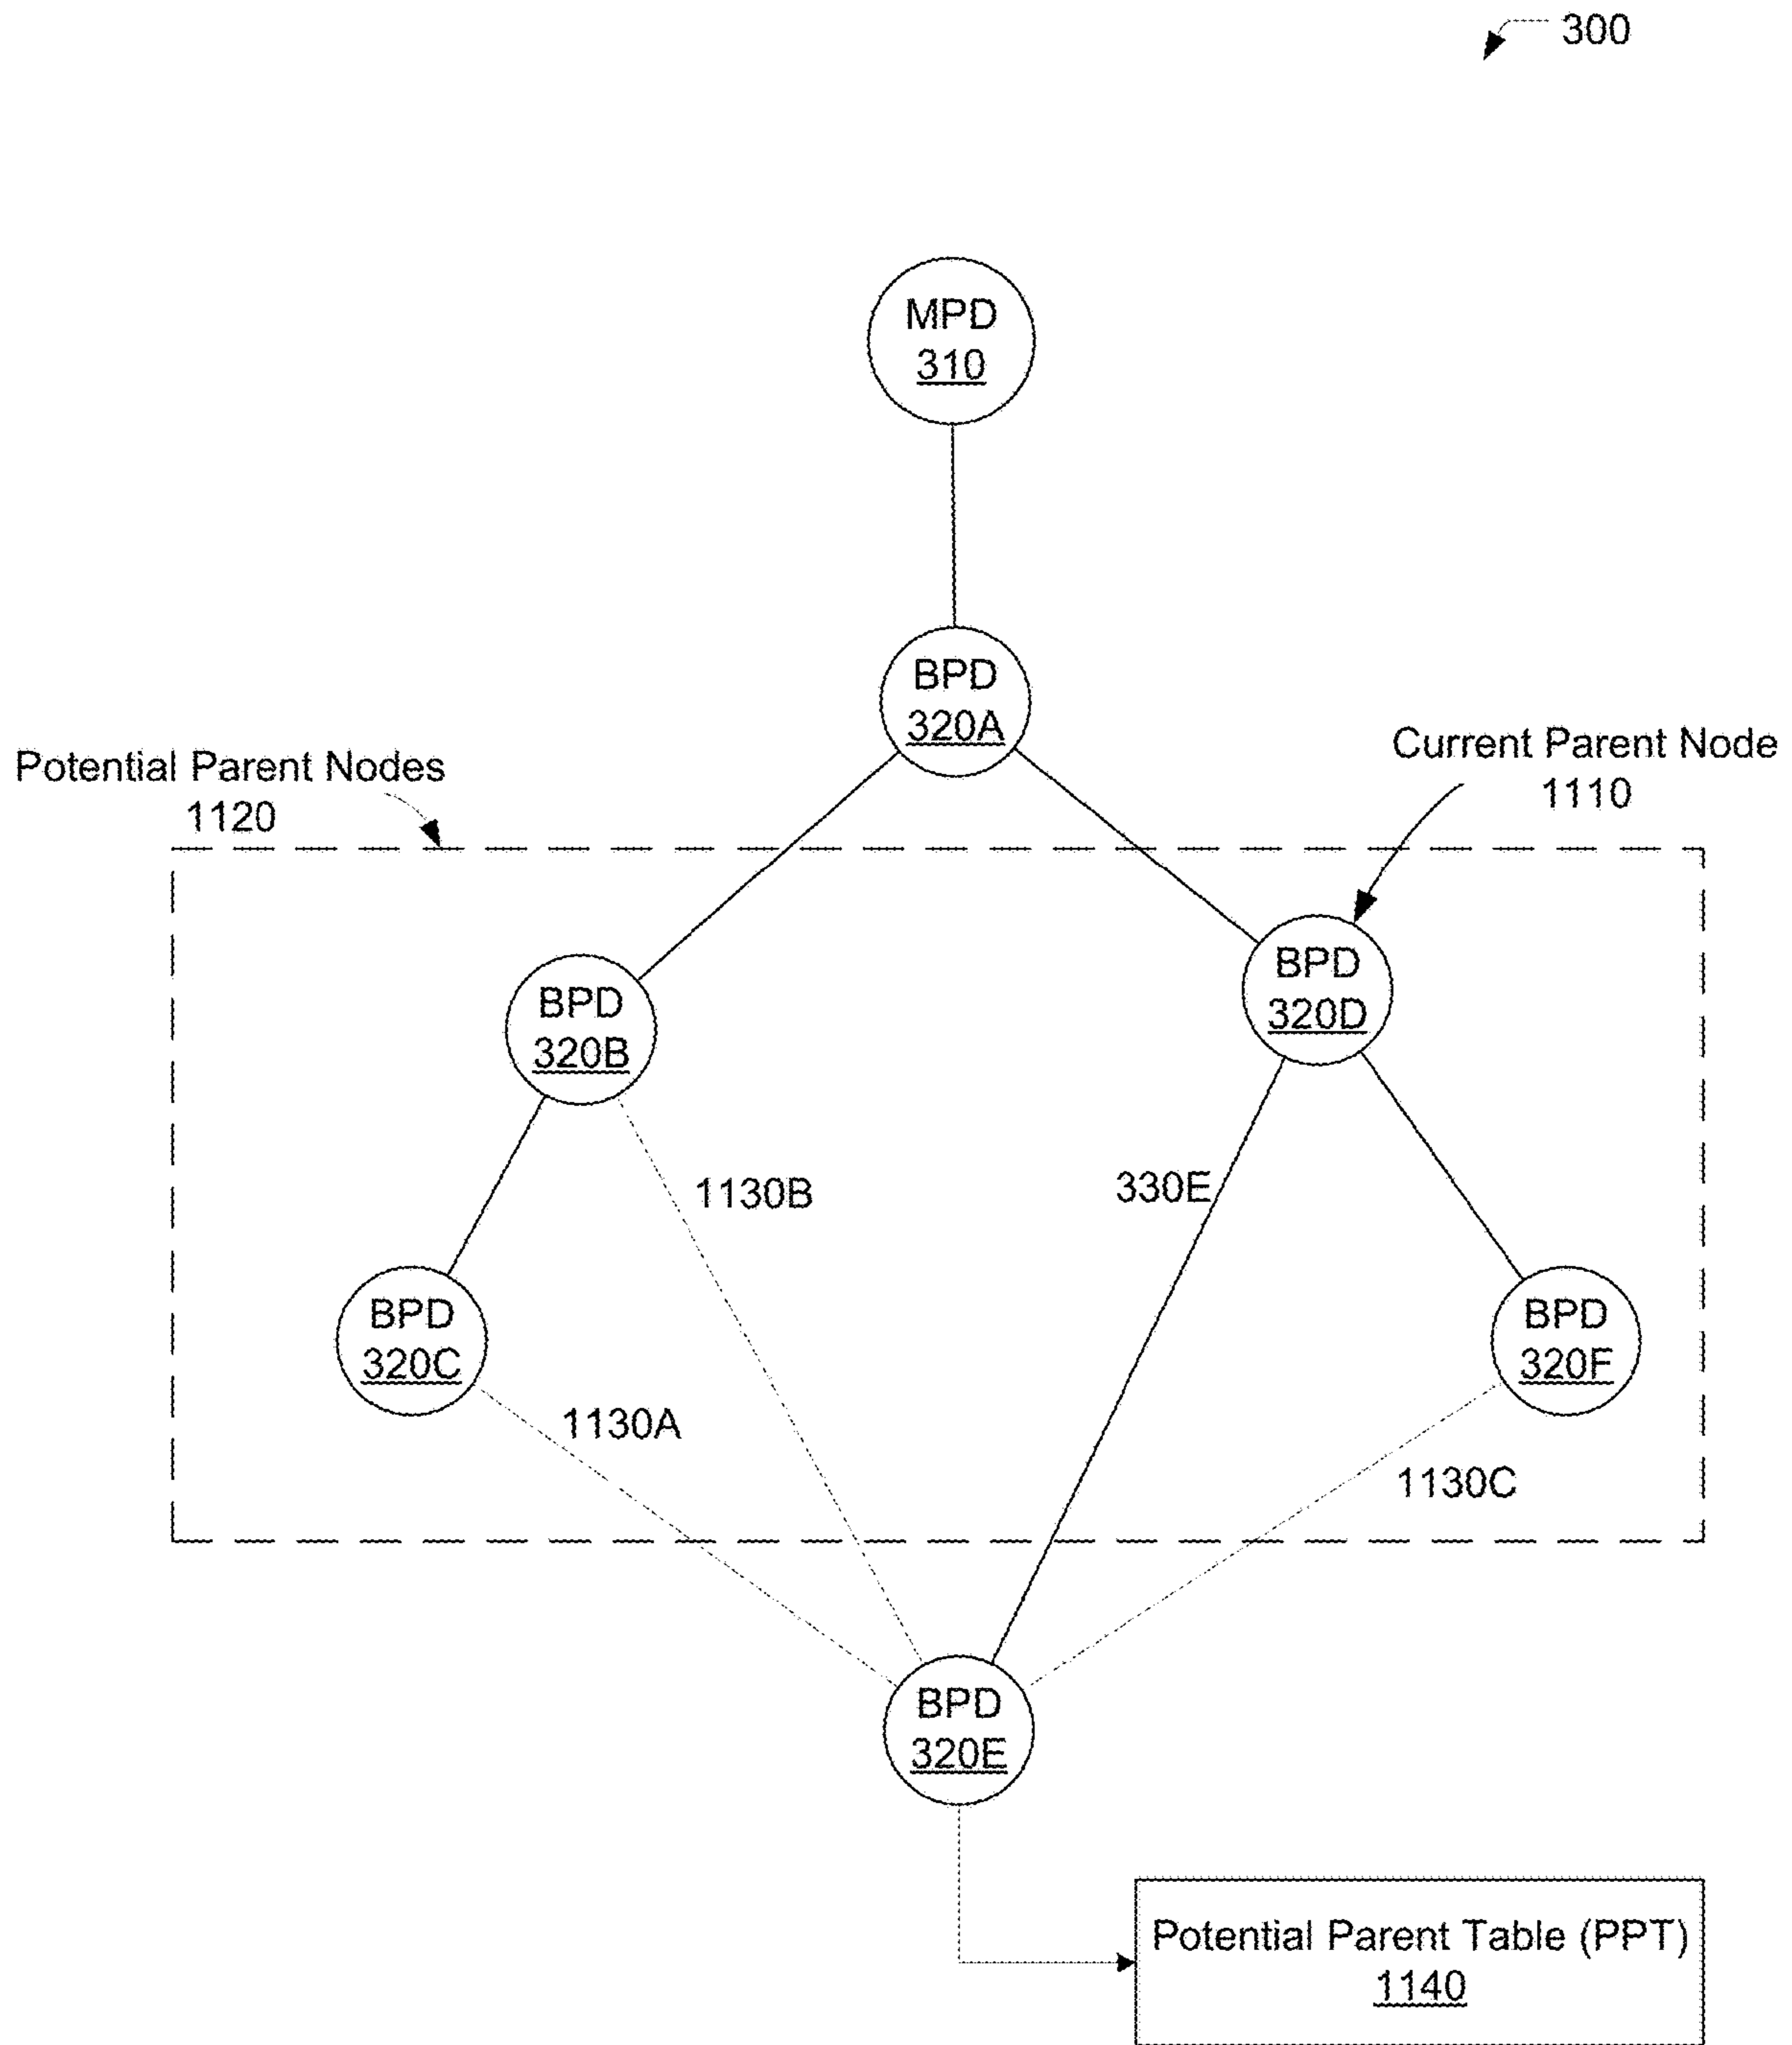 300
MPD
310
BPD
320A
Potential Parent Nodes
1120
Current Parent Node
1110
BPD
320B
BPD
320D
1130B
330E
BPD
320C
BPD
320F
1130A
1130C
BPD
320E
Potential Parent Table (PPT)
1140